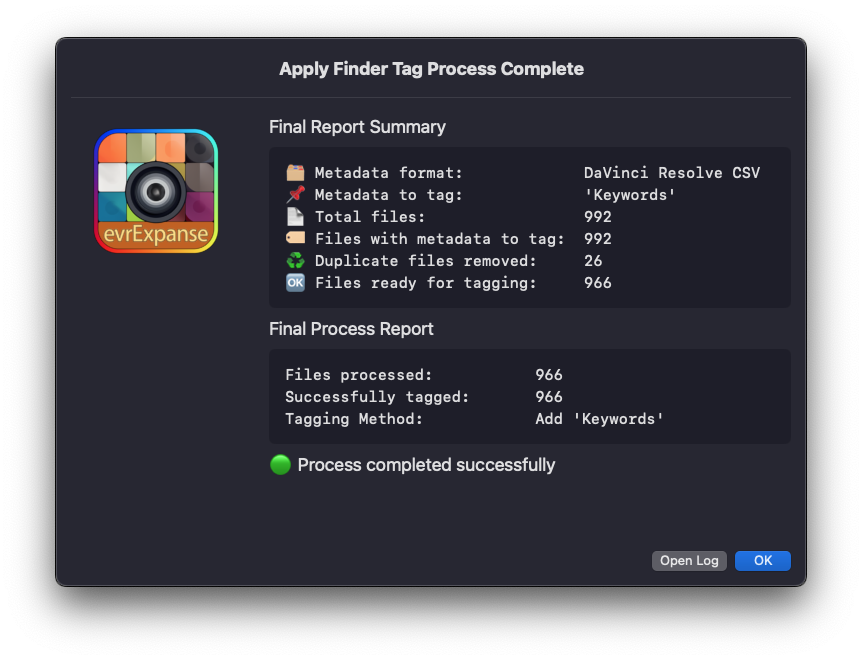 Apply Finder Tag Process Complete
evrExpanse
Final Report Summary
Metadata format: DaVinci Resolve CSV
Metadata to tag: 'Keywords'
Total files: 992
Files with metadata to tag: 992
Duplicate files removed: 26
OK Files ready for tagging: 966
Final Process Report
Files processed: 966
Successfully tagged: 966
Tagging Method: Add 'Keywords'
Process completed successfully
Open Log OK